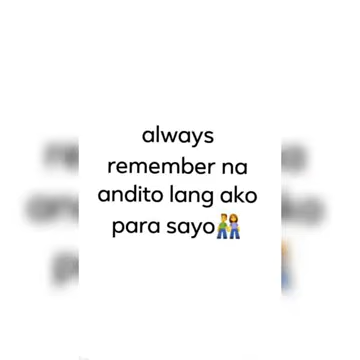 always
remember na
andito lang ako
para sayo👫